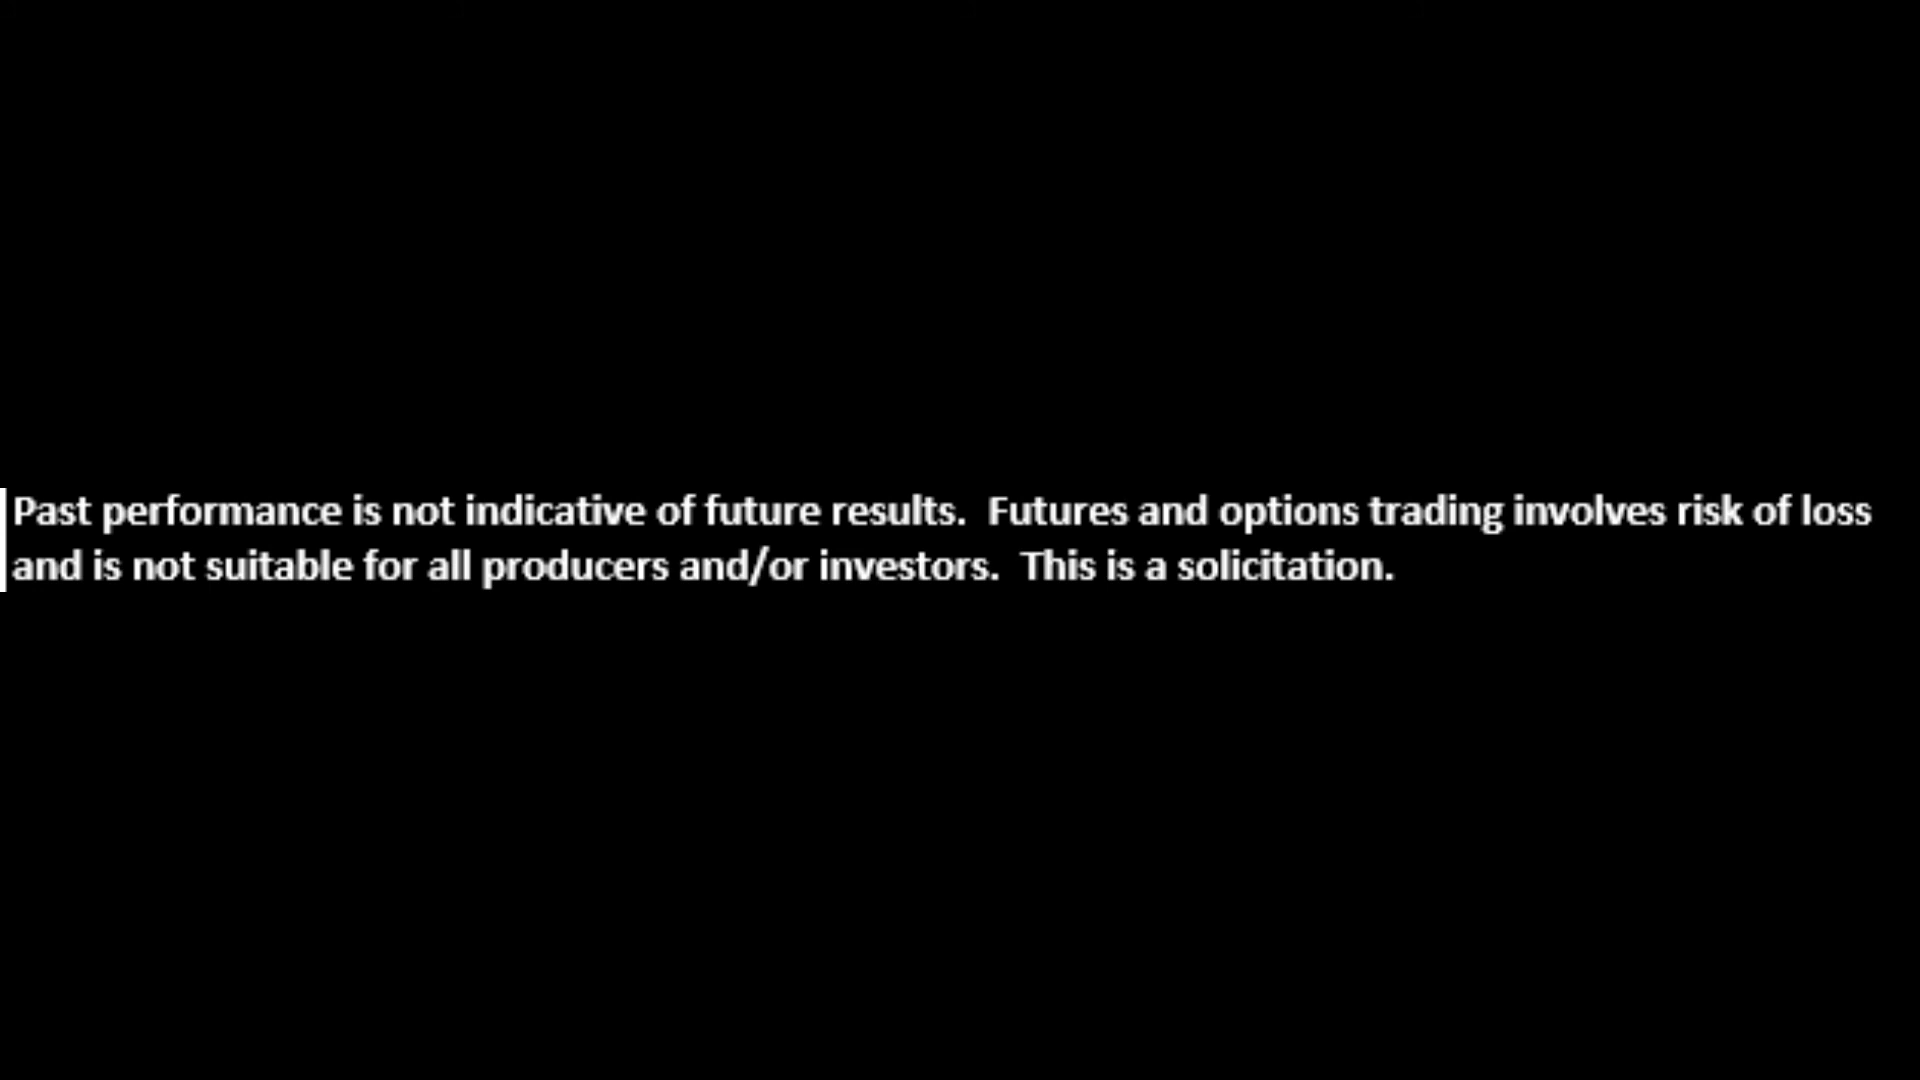 Past performance is not indicative of future results.  Futures and options trading involves risk of loss
and is not suitable for all producers and/or investors.  This is a solicitation.